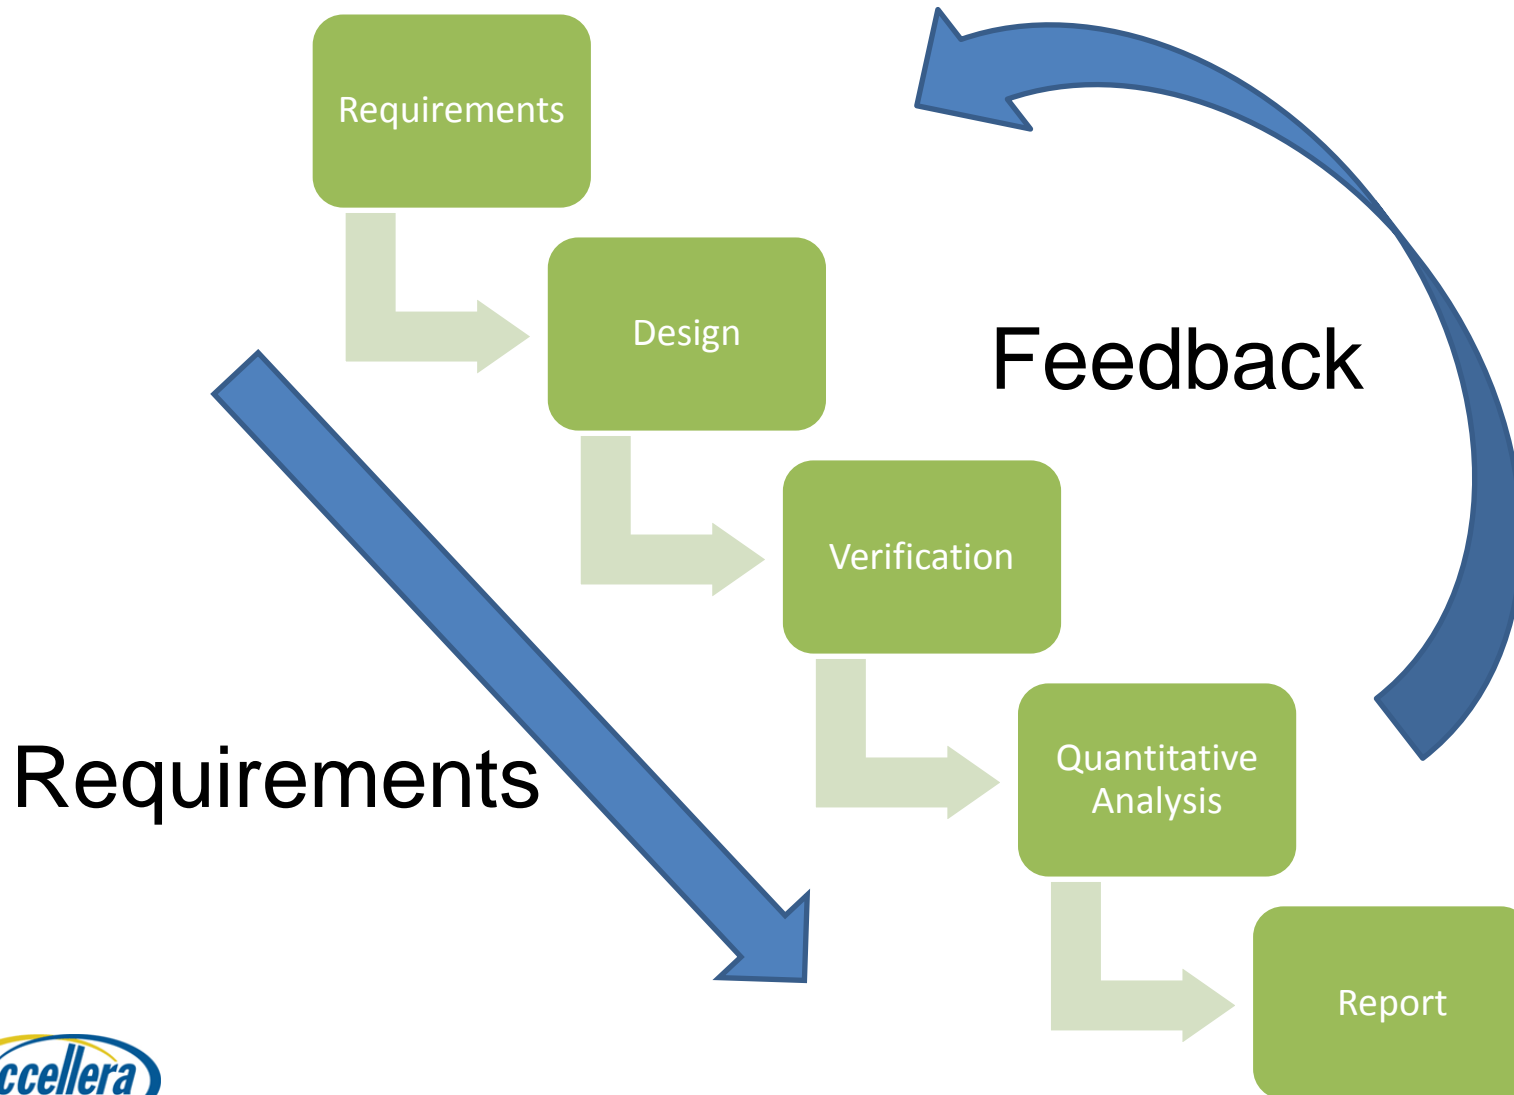 Requirements
Design
Feedback
Verification
Requirements
Quantitative
Analysis
Report
ccellera